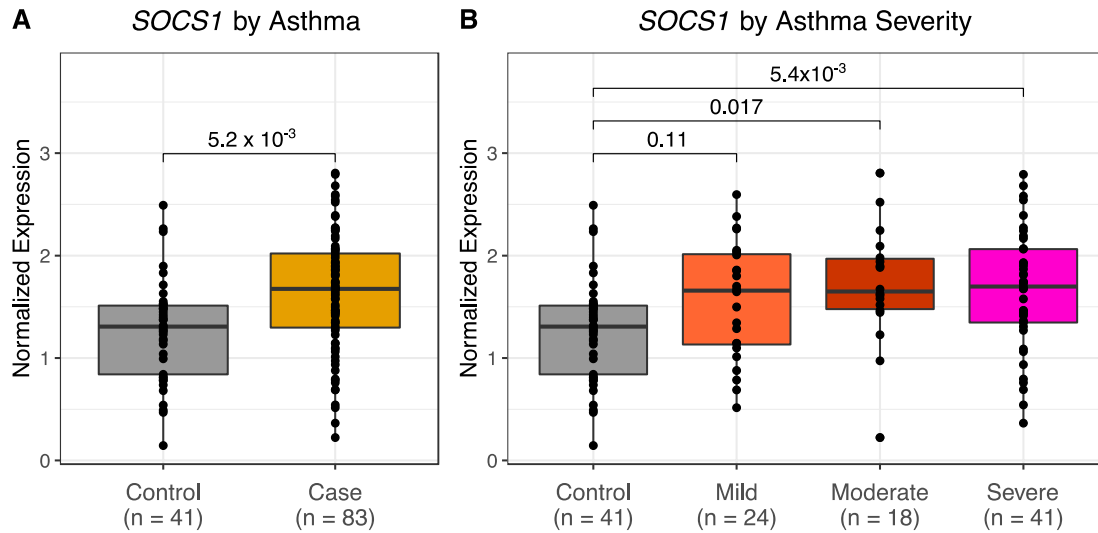 A
SOCS1 by Asthma
Normalized Expression
3
2
1
0
5.2 x 10⁻³
Control
(n = 41)
Case
(n = 83)
B
SOCS1 by Asthma Severity
Normalized Expression
3
2
1
0
5.4x10⁻³
0.017
0.11
Control
(n = 41)
Mild
(n = 24)
Moderate
(n = 18)
Severe
(n = 41)